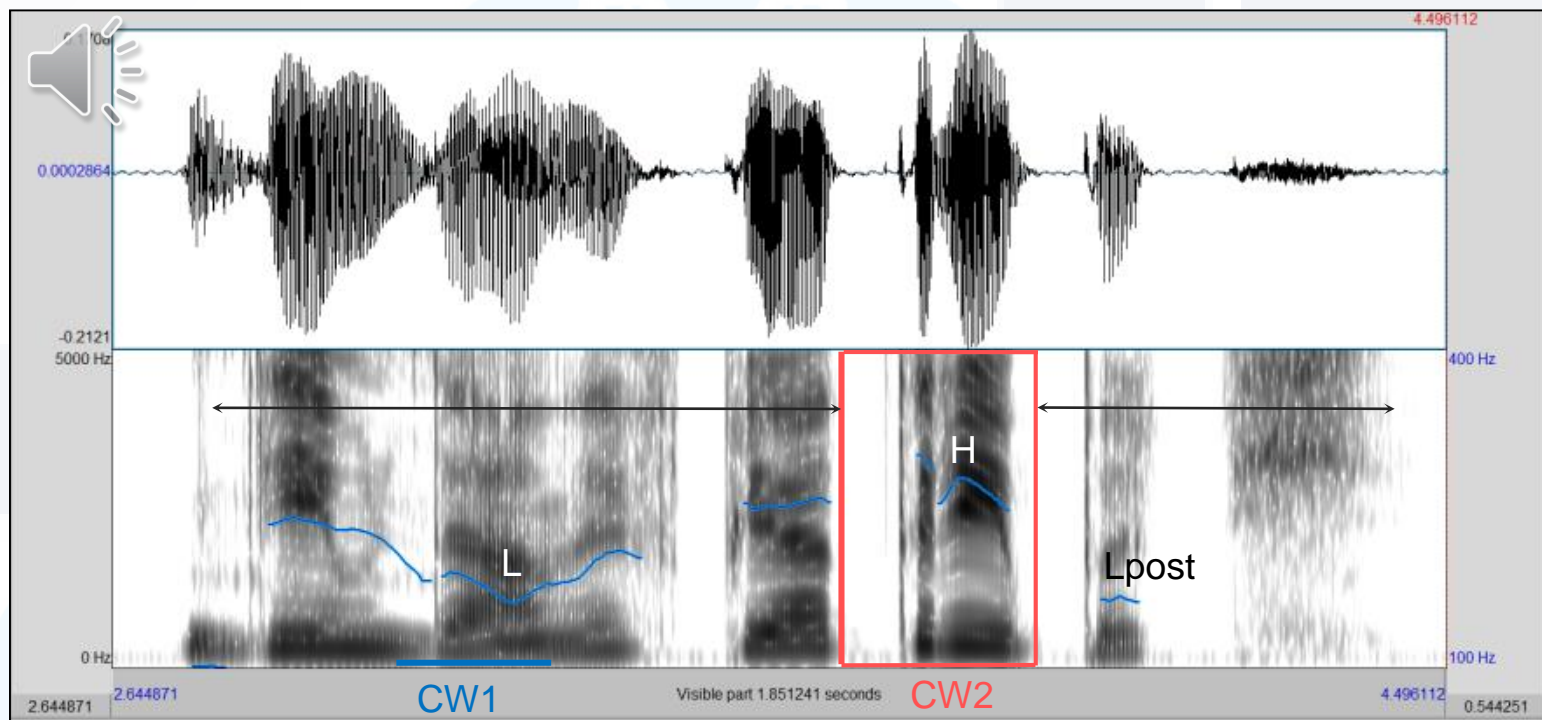 4.496112
0.1708
0.0002864
-0.2121
5000 Hz
400 Hz
H
L
Lpost
0 Hz
100 Hz
2.644871 2.644871 CW1 Visible part 1.851241 seconds CW2 4.496112 0.544251